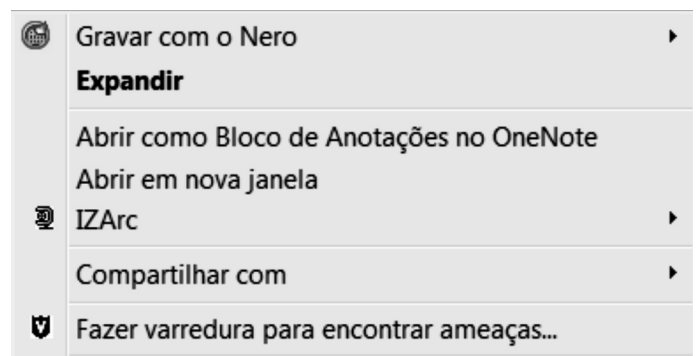 Gravar com o Nero
Expandir
Abrir como Bloco de Anotações no OneNote
Abrir em nova janela
IZArc
Compartilhar com
Fazer varredura para encontrar ameaças...